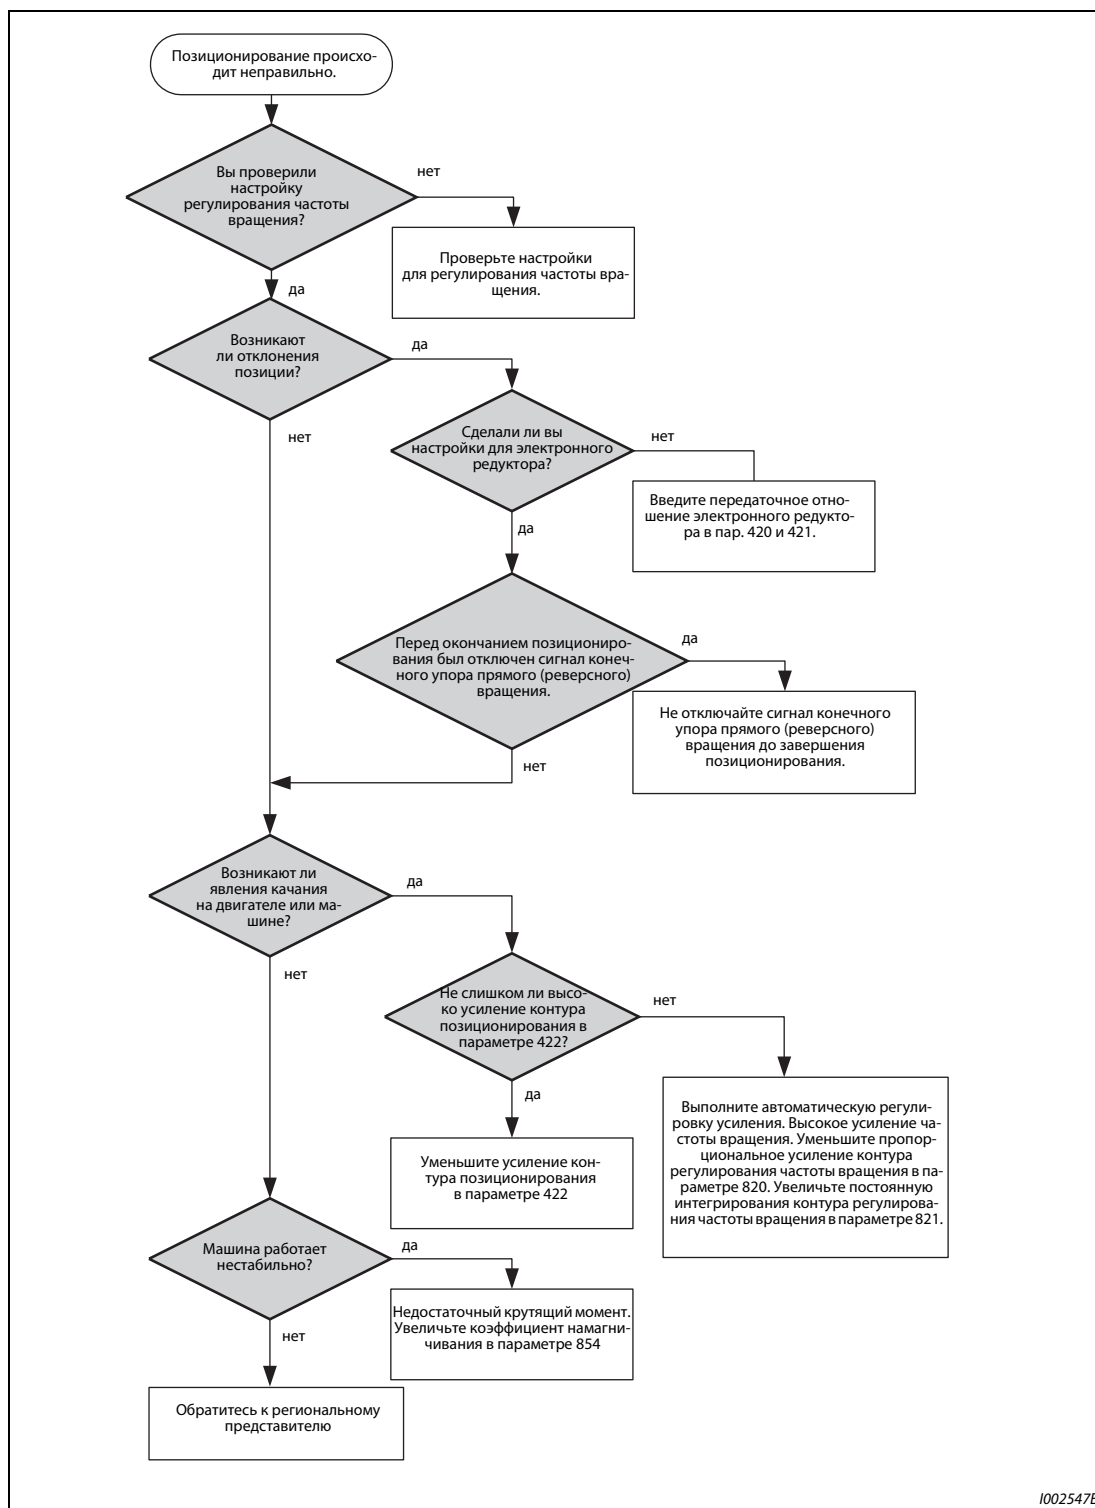 Позиционирование происхо-
дит неправильно.
Вы проверили
настройку
регулирования частоты
вращения?
нет
Проверьте настройки
для регулирования частоты вра-
щения.
да
Возникают
ли отклонения
позиции?
да
нет
Сделали ли вы
настройки для электронного
редуктора?
нет
Введите передаточное отно-
шение электронного редукто-
ра в пар. 420 и 421.
да
Перед окончанием позициониро-
вания был отключен сигнал конеч-
ного упора прямого (реверсного)
вращения.
да
Не отключайте сигнал конечного
упора прямого (реверсного)
вращения до завершения
позиционирования.
нет
Возникают ли
явления качания
на двигателе или ма-
шине?
да
нет
Не слишком ли высо-
ко усиление контура
позиционирования в
параметре 422?
нет
да
Выполните автоматическую регули-
ровку усиления. Высокое усиление ча-
стоты вращения. Уменьшите пропор-
циональное усиление контура
регулирования частоты вращения в па-
раметре 820. Увеличьте постоянную
интегрирования контура регулирова-
ния частоты вращения в параметре 821.
Уменьшите усиление кон-
тура позиционирования
в параметре 422
Машина работает
нестабильно?
да
Недостаточный крутящий момент.
Увеличьте коэффициент намагни-
чивания в параметре 854
нет
Обратитесь к региональному
представителю
I002547E